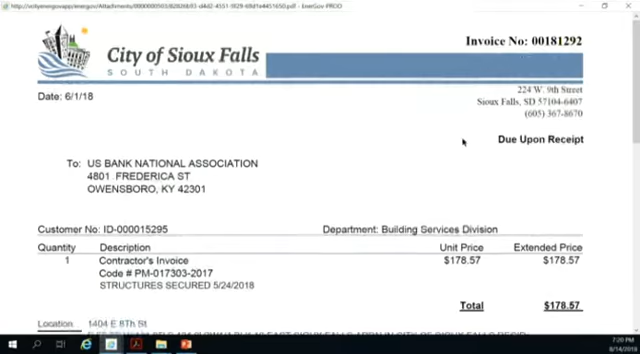 EnerGov PROD
Invoice No: 00181292
City of Sioux Falls
SOUTH DAKOTA
224 W. 9th Street
Sioux Falls, SD 57104-6407
(605) 367-8670
Date: 6/1/18
Due Upon Receipt
To: US BANK NATIONAL ASSOCIATION
4801 FREDERICA ST
OWENSBORO, KY 42301
Customer No: ID-000015295 Department: Building Services Division
Quantity Description Unit Price Extended Price
1 Contractor's Invoice $178.57 $178.57
Code # PM-017303-2017
STRUCTURES SECURED 5/24/2018
Total $178.57
Location 1404 E 8Th St
7:20 PM